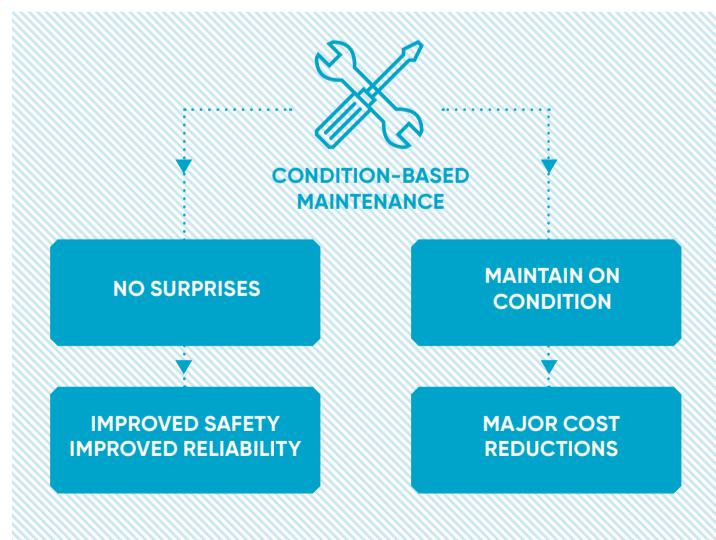 CONDITION-BASED
MAINTENANCE
NO SURPRISES
MAINTAIN ON
CONDITION
IMPROVED SAFETY
IMPROVED RELIABILITY
MAJOR COST
REDUCTIONS